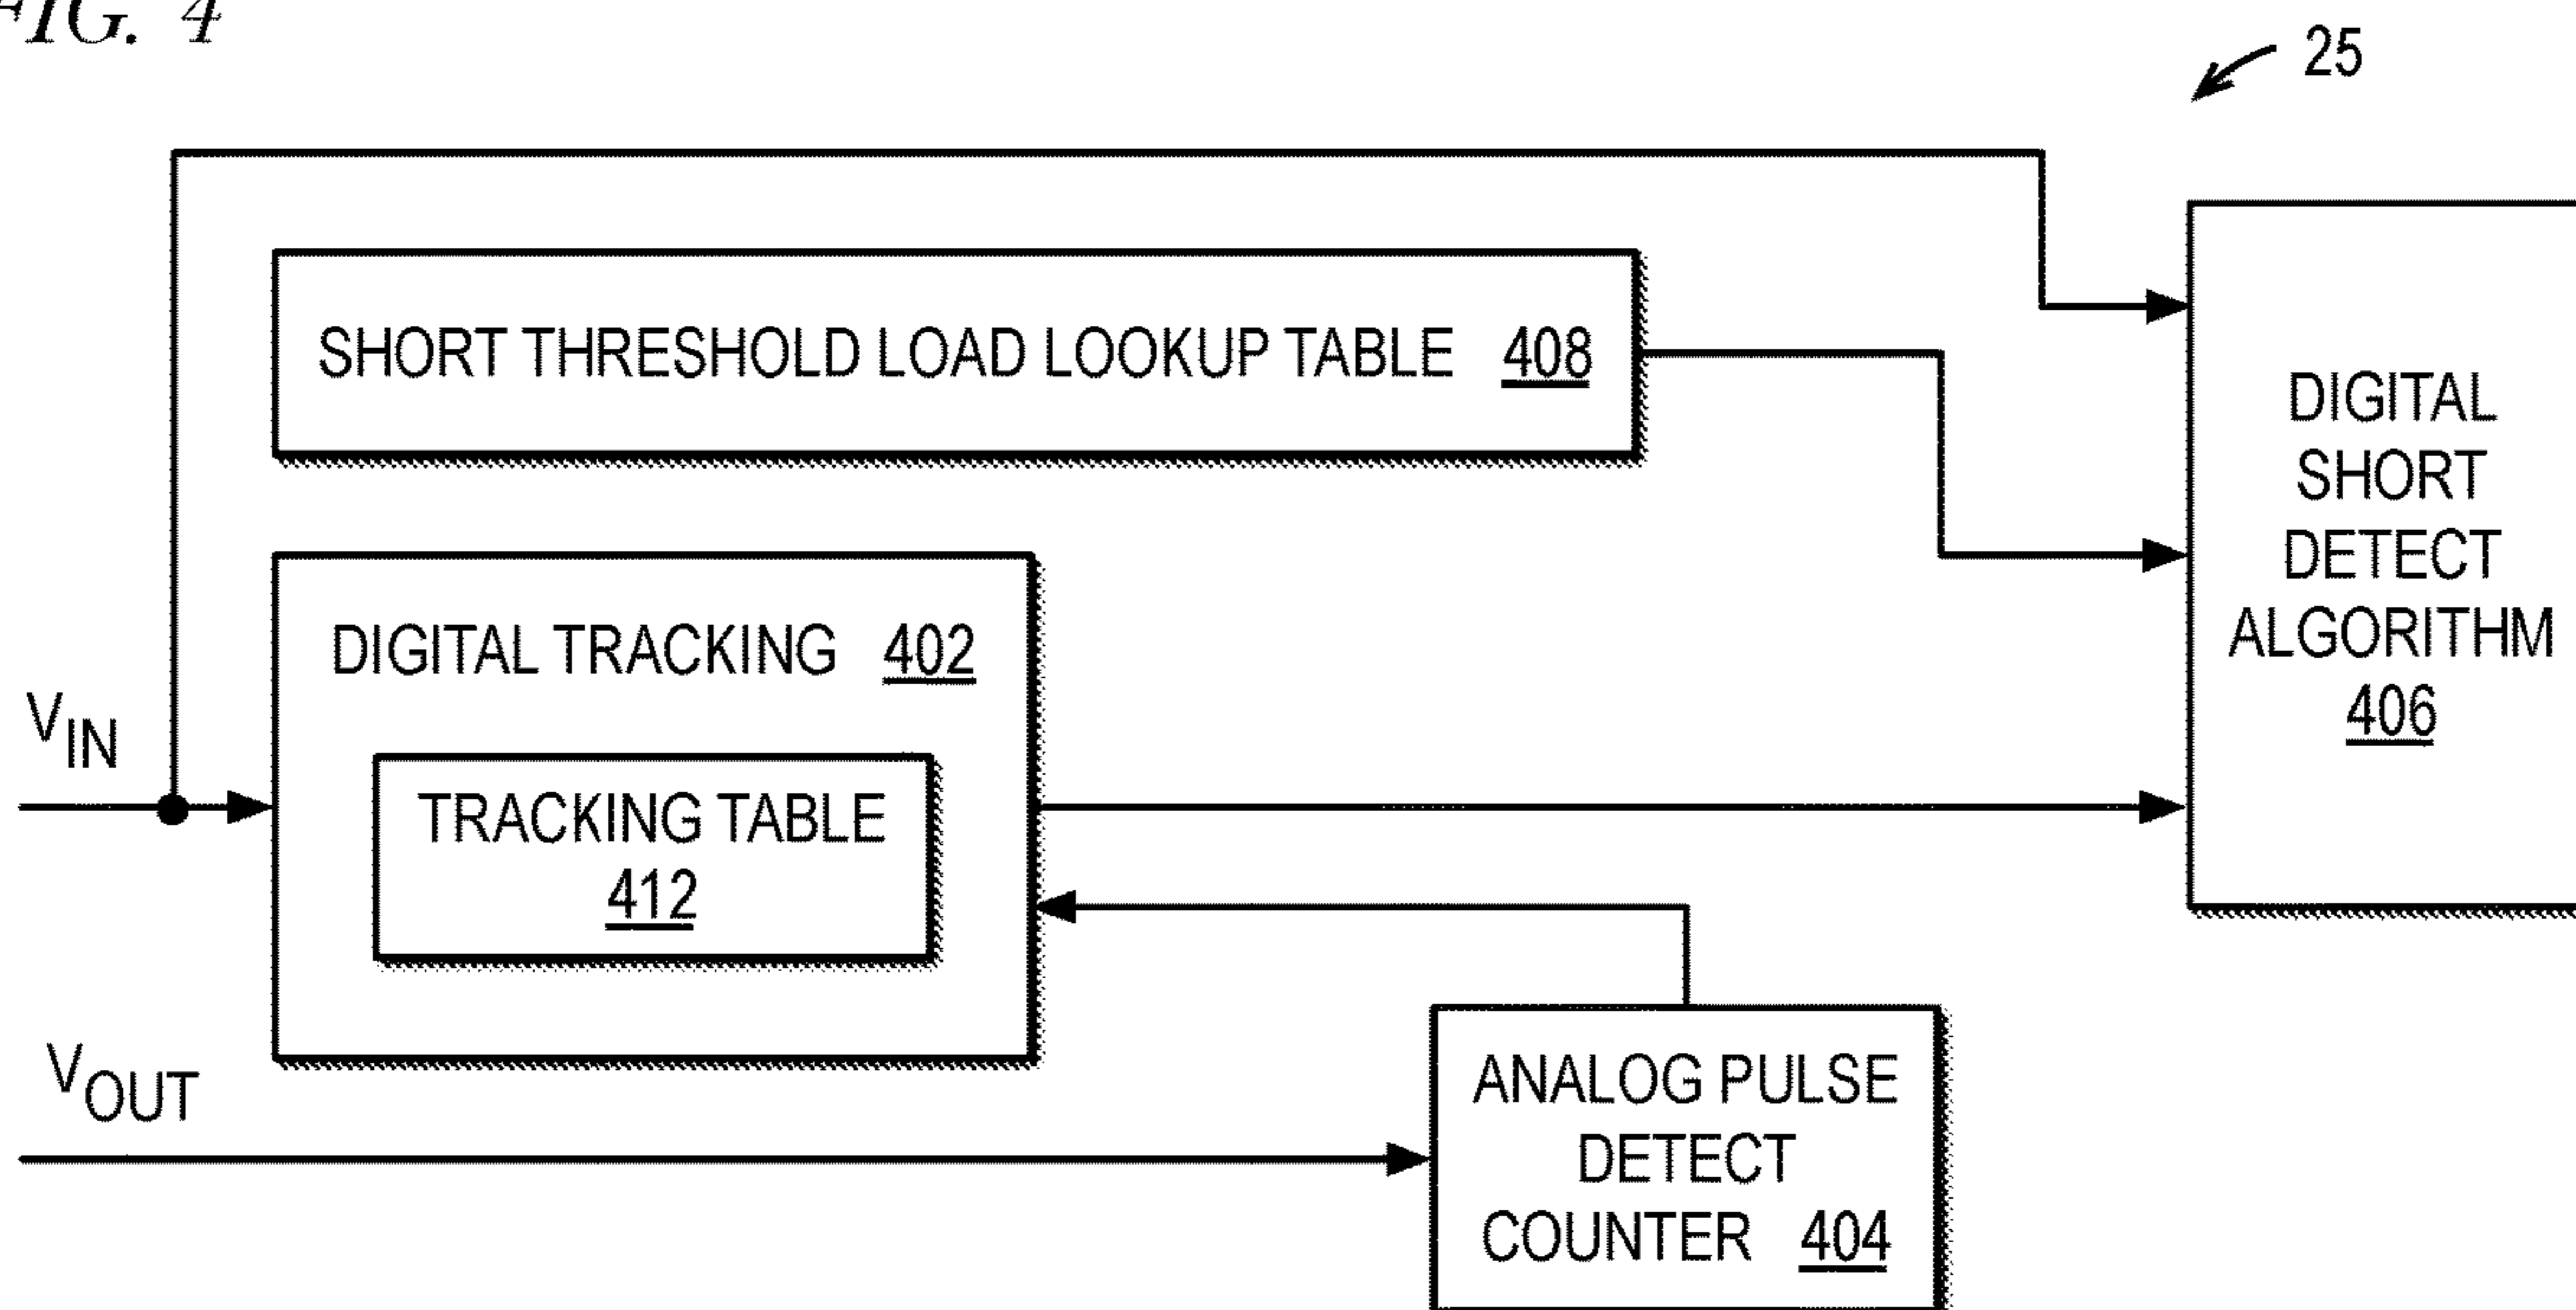 FIG. 4
25
SHORT THRESHOLD LOAD LOOKUP TABLE 408
DIGITAL
SHORT
DETECT
ALGORITHM
406
DIGITAL TRACKING 402
TRACKING TABLE
412
VIN
VOUT
ANALOG PULSE
DETECT
COUNTER 404